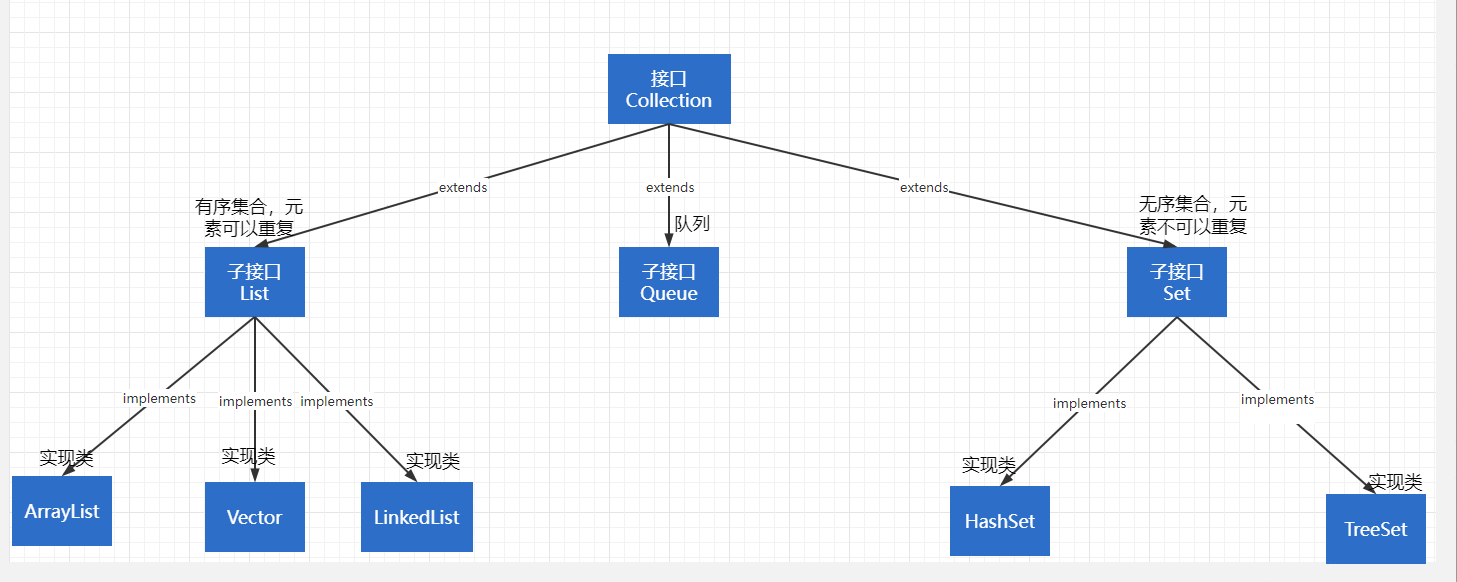 接口
Collection
extends
extends
extends
有序集合，元
素可以重复
队列
无序集合，元
素不可以重复
子接口
List
子接口
Queue
子接口
Set
implements
implements
implements
implements
implements
实现类
实现类
实现类
实现类
实现类
ArrayList
Vector
LinkedList
HashSet
TreeSet